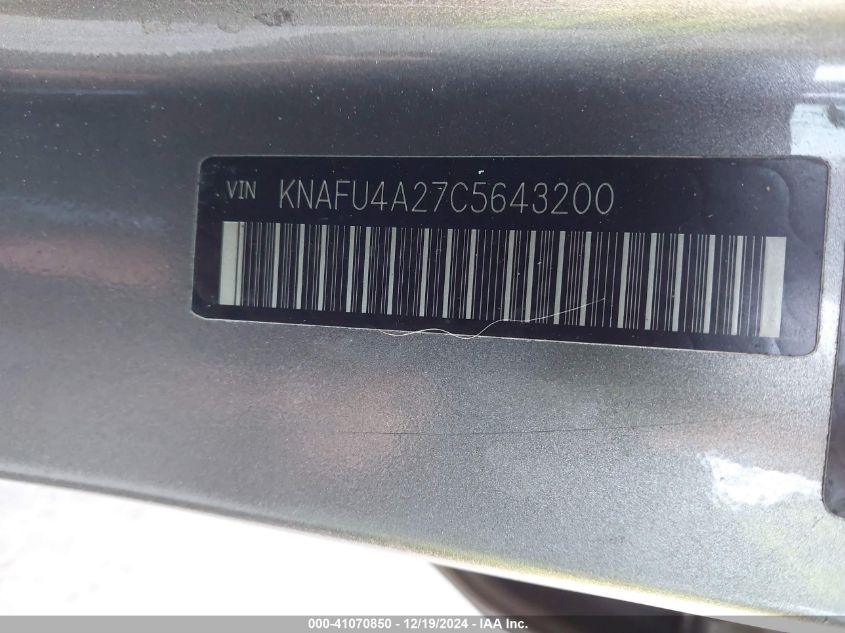 VIN KNAFU4A27C5643200
000-41070850 | 12/19/2024 - IAA Inc.